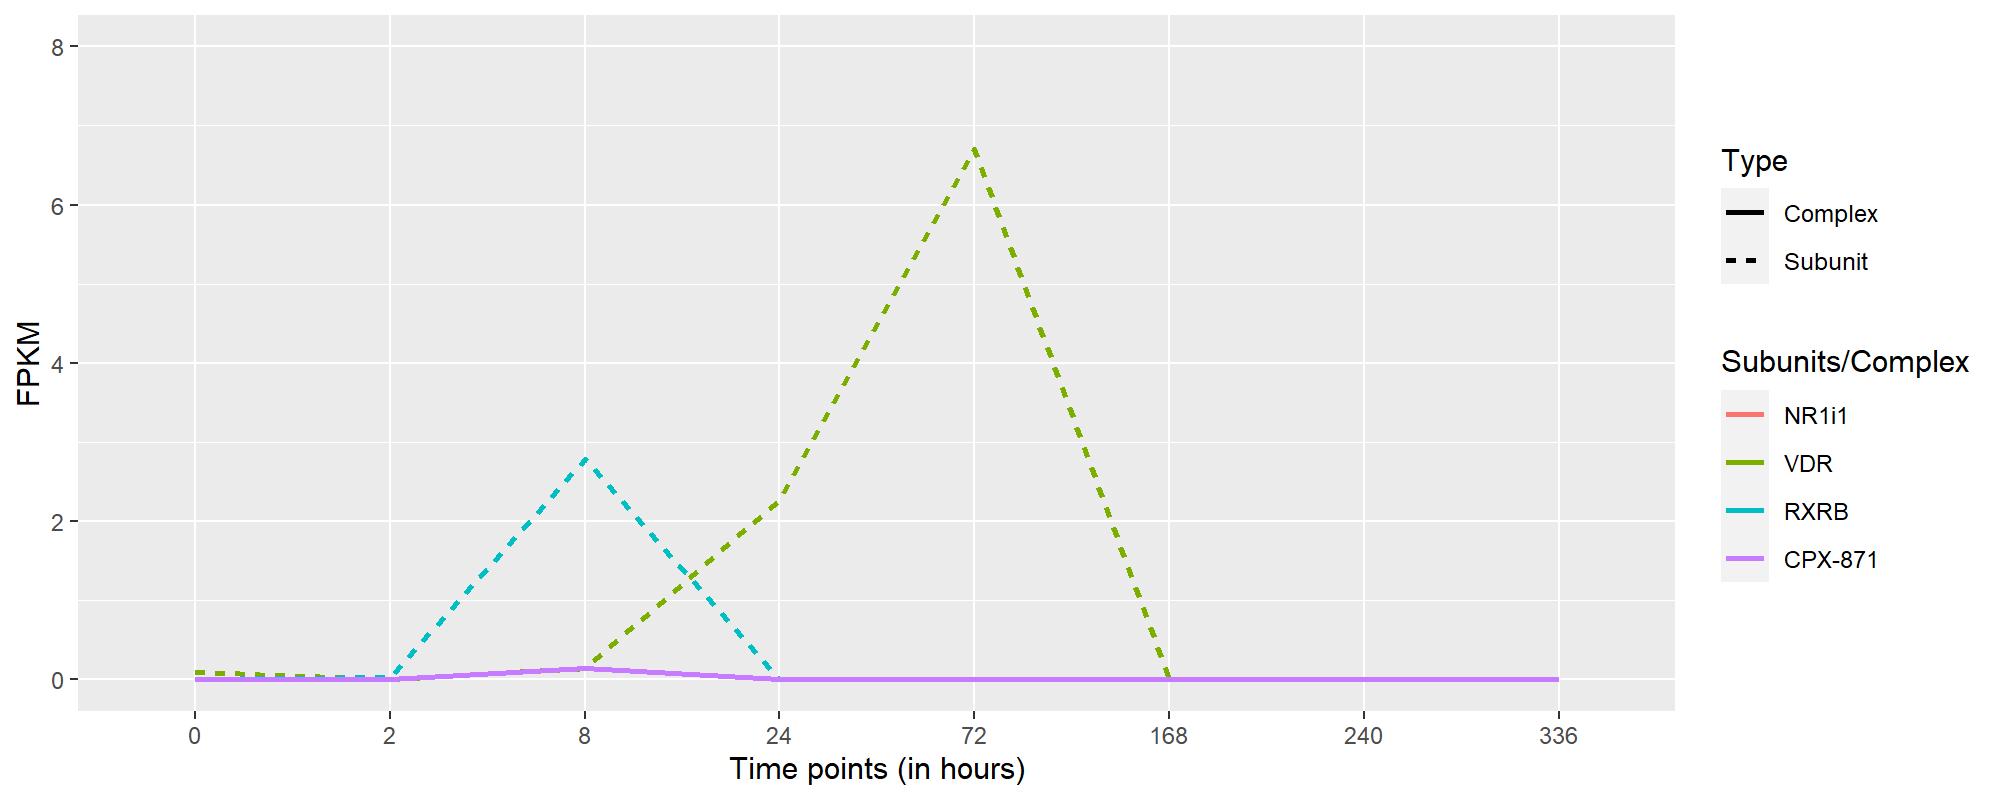 8
6
4
2
0
FPKM
0 2 8 24 72 168 240 336
Time points (in hours)
Type
Complex
Subunit
Subunits/Complex
NR1i1
VDR
RXRB
CPX-871